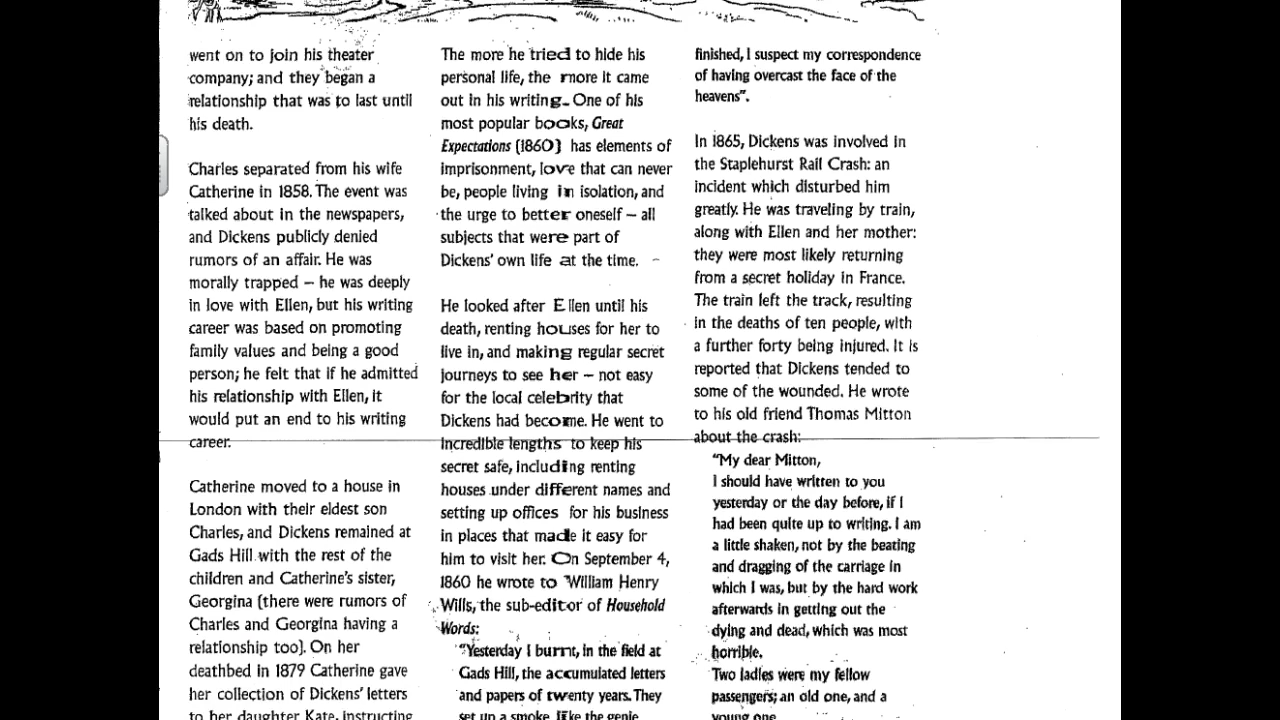 went on to join his theater
company; and they began a
relationship that was to last until
his death.
Charles separated from his wife
Catherine in 1858. The event was
talked about in the newspapers,
and Dickens publicly denied
rumors of an affair. He was
morally trapped – he was deeply
in love with Ellen, but his writing
career was based on promoting
family values and being a good
person; he felt that if he admitted
his relationship with Ellen, it
would put an end to his writing
career.
Catherine moved to a house in
London with their eldest son
Charles, and Dickens remained at
Gads Hill with the rest of the
children and Catherine's sister,
Georgina (there were rumors of
Charles and Georgina having a
relationship too). On her
deathbed in 1879 Catherine gave
her collection of Dickens' letters
to her daughter Kate, instructing
The more he tried to hide his
personal life, the more it came
out in his writing. One of his
most popular books, Great
Expectations (1860) has elements of
imprisonment, love that can never
be, people living in isolation, and
the urge to better oneself – all
subjects that were part of
Dickens' own life at the time.
He looked after Ellen until his
death, renting houses for her to
live in, and making regular secret
journeys to see her – not easy
for the local celebrity that
Dickens had become. He went to
incredible lengths to keep his
secret safe, including renting
houses under different names and
setting up offices for his business
in places that made it easy for
him to visit her. On September 4,
1860 he wrote to William Henry
Wills, the sub-editor of Household
Words:
"Yesterday I burnt, in the field at
Gads Hill, the accumulated letters
and papers of twenty years. They
set up a smoke like the genie
finished, I suspect my correspondence
of having overcast the face of the
heavens".
In 1865, Dickens was involved in
the Staplehurst Rail Crash: an
incident which disturbed him
greatly. He was traveling by train,
along with Ellen and her mother:
they were most likely returning
from a secret holiday in France.
The train left the track, resulting
in the deaths of ten people, with
a further forty being injured. It is
reported that Dickens tended to
some of the wounded. He wrote
to his old friend Thomas Mitton
about the crash:
"My dear Mitton,
I should have written to you
yesterday or the day before, if I
had been quite up to writing. I am
a little shaken, not by the beating
and dragging of the carriage in
which I was, but by the hard work
afterwards in getting out the
dying and dead, which was most
horrible.
Two ladies were my fellow
passengers; an old one, and a
young one